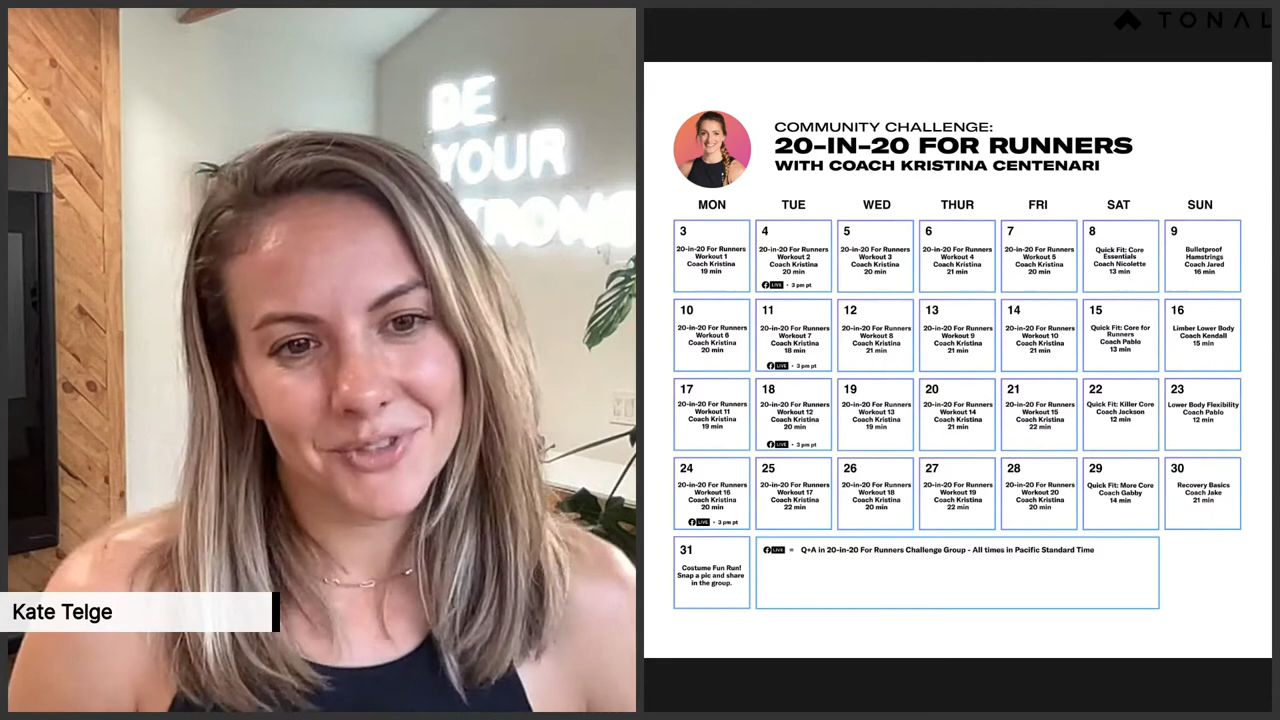 TONAL
BE
YOUR
STRONG
Kate Telge
COMMUNITY CHALLENGE:
20-IN-20 FOR RUNNERS
WITH COACH KRISTINA CENTENARI
MON TUE WED THUR FRI SAT SUN
3
20-in-20 For Runners
Workout 1
Coach Kristina
19 min
4
20-in-20 For Runners
Workout 2
Coach Kristina
20 min
LIVE • 3 pm pt
5
20-in-20 For Runners
Workout 3
Coach Kristina
20 min
6
20-in-20 For Runners
Workout 4
Coach Kristina
21 min
7
20-in-20 For Runners
Workout 5
Coach Kristina
20 min
8
Quick Fit: Core
Essentials
Coach Nicolette
13 min
9
Bulletproof
Hamstrings
Coach Jared
16 min
10
20-in-20 For Runners
Workout 6
Coach Kristina
20 min
11
20-in-20 For Runners
Workout 7
Coach Kristina
18 min
LIVE • 3 pm pt
12
20-in-20 For Runners
Workout 8
Coach Kristina
21 min
13
20-in-20 For Runners
Workout 9
Coach Kristina
21 min
14
20-in-20 For Runners
Workout 10
Coach Kristina
21 min
15
Quick Fit: Core for
Runners
Coach Pablo
13 min
16
Limber Lower Body
Coach Kendall
15 min
17
20-in-20 For Runners
Workout 11
Coach Kristina
19 min
18
20-in-20 For Runners
Workout 12
Coach Kristina
20 min
LIVE • 3 pm pt
19
20-in-20 For Runners
Workout 13
Coach Kristina
19 min
20
20-in-20 For Runners
Workout 14
Coach Kristina
21 min
21
20-in-20 For Runners
Workout 15
Coach Kristina
22 min
22
Quick Fit: Killer Core
Coach Jackson
12 min
23
Lower Body Flexibility
Coach Pablo
12 min
24
20-in-20 For Runners
Workout 16
Coach Kristina
20 min
LIVE • 3 pm pt
25
20-in-20 For Runners
Workout 17
Coach Kristina
22 min
26
20-in-20 For Runners
Workout 18
Coach Kristina
20 min
27
20-in-20 For Runners
Workout 19
Coach Kristina
22 min
28
20-in-20 For Runners
Workout 20
Coach Kristina
20 min
29
Quick Fit: More Core
Coach Gabby
14 min
30
Recovery Basics
Coach Jake
21 min
31
Costume Fun Run!
Snap a pic and share
in the group.
LIVE = Q+A in 20-in-20 For Runners Challenge Group - All times in Pacific Standard Time